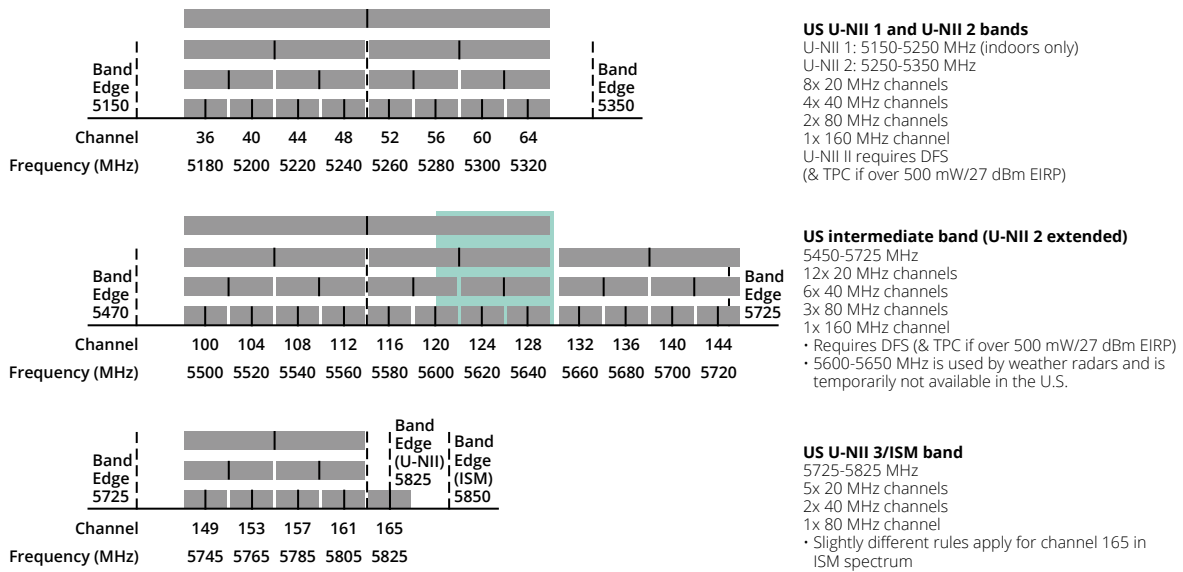 Band
Edge
5150
Band
Edge
5350
Channel 36 40 44 48 52 56 60 64
Frequency (MHz) 5180 5200 5220 5240 5260 5280 5300 5320
US U-NII 1 and U-NII 2 bands
U-NII 1: 5150-5250 MHz (indoors only)
U-NII 2: 5250-5350 MHz
8x 20 MHz channels
4x 40 MHz channels
2x 80 MHz channels
1x 160 MHz channel
U-NII II requires DFS
(& TPC if over 500 mW/27 dBm EIRP)
Band
Edge
5470
Band
Edge
5725
Channel 100 104 108 112 116 120 124 128 132 136 140 144
Frequency (MHz) 5500 5520 5540 5560 5580 5600 5620 5640 5660 5680 5700 5720
US intermediate band (U-NII 2 extended)
5450-5725 MHz
12x 20 MHz channels
6x 40 MHz channels
3x 80 MHz channels
1x 160 MHz channel
• Requires DFS (& TPC if over 500 mW/27 dBm EIRP)
• 5600-5650 MHz is used by weather radars and is
temporarily not available in the U.S.
Band
Edge
5725
Band
Edge
(U-NII)
5825
Band
Edge
(ISM)
5850
Channel 149 153 157 161 165
Frequency (MHz) 5745 5765 5785 5805 5825
US U-NII 3/ISM band
5725-5825 MHz
5x 20 MHz channels
2x 40 MHz channels
1x 80 MHz channel
• Slightly different rules apply for channel 165 in
ISM spectrum